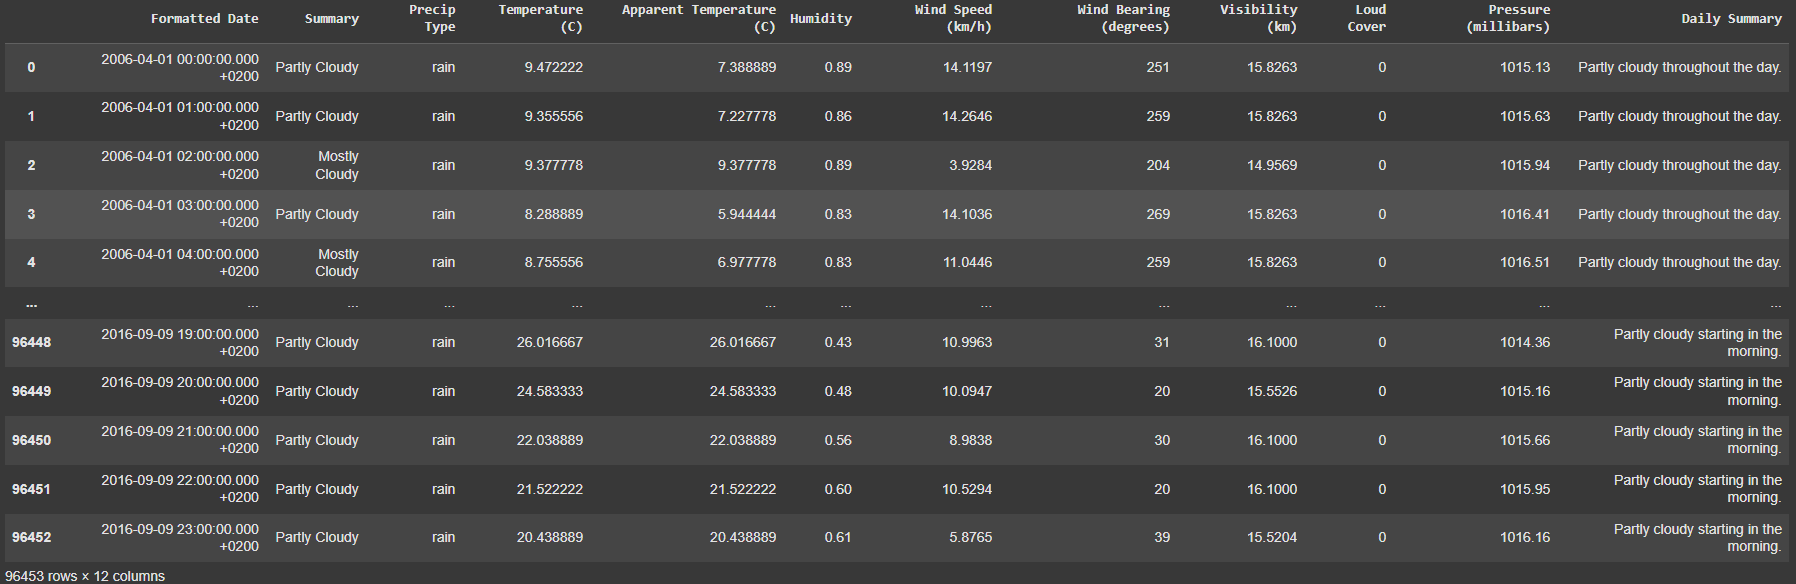 Formatted Date Summary Precip Type Temperature (C) Apparent Temperature (C) Humidity Wind Speed (km/h) Wind Bearing (degrees) Visibility (km) Loud Cover Pressure (millibars) Daily Summary
0 2006-04-01 00:00:00.000 +0200 Partly Cloudy rain 9.472222 7.388889 0.89 14.1197 251 15.8263 0 1015.13 Partly cloudy throughout the day.
1 2006-04-01 01:00:00.000 +0200 Partly Cloudy rain 9.355556 7.227778 0.86 14.2646 259 15.8263 0 1015.63 Partly cloudy throughout the day.
2 2006-04-01 02:00:00.000 +0200 Mostly Cloudy rain 9.377778 9.377778 0.89 3.9284 204 14.9569 0 1015.94 Partly cloudy throughout the day.
3 2006-04-01 03:00:00.000 +0200 Partly Cloudy rain 8.288889 5.944444 0.83 14.1036 269 15.8263 0 1016.41 Partly cloudy throughout the day.
4 2006-04-01 04:00:00.000 +0200 Mostly Cloudy rain 8.755556 6.977778 0.83 11.0446 259 15.8263 0 1016.51 Partly cloudy throughout the day.
... ... ... ... ... ... ... ... ... ... ... ... ...
96448 2016-09-09 19:00:00.000 +0200 Partly Cloudy rain 26.016667 26.016667 0.43 10.9963 31 16.1000 0 1014.36 Partly cloudy starting in the morning.
96449 2016-09-09 20:00:00.000 +0200 Partly Cloudy rain 24.583333 24.583333 0.48 10.0947 20 15.5526 0 1015.16 Partly cloudy starting in the morning.
96450 2016-09-09 21:00:00.000 +0200 Partly Cloudy rain 22.038889 22.038889 0.56 8.9838 30 16.1000 0 1015.66 Partly cloudy starting in the morning.
96451 2016-09-09 22:00:00.000 +0200 Partly Cloudy rain 21.522222 21.522222 0.60 10.5294 20 16.1000 0 1015.95 Partly cloudy starting in the morning.
96452 2016-09-09 23:00:00.000 +0200 Partly Cloudy rain 20.438889 20.438889 0.61 5.8765 39 15.5204 0 1016.16 Partly cloudy starting in the morning.
96453 rows × 12 columns